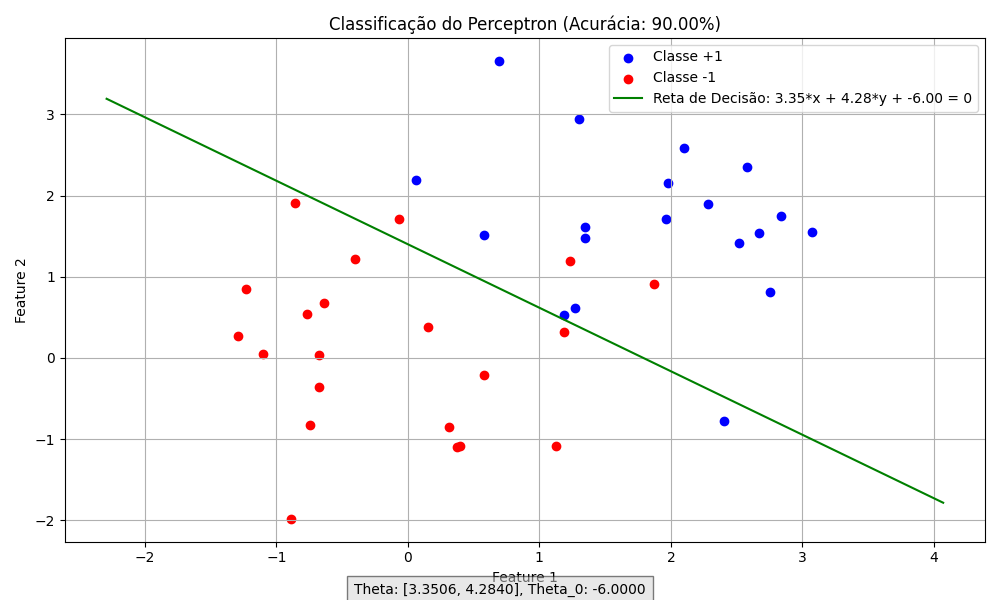 Classificação do Perceptron (Acurácia: 90.00%)
Classe +1
Classe -1
Reta de Decisão: 3.35*x + 4.28*y + -6.00 = 0
Feature 2
3
2
1
0
−1
−2
−2
−1
0
1
2
3
4
Feature 1
Theta: [3.3506, 4.2840], Theta_0: -6.0000